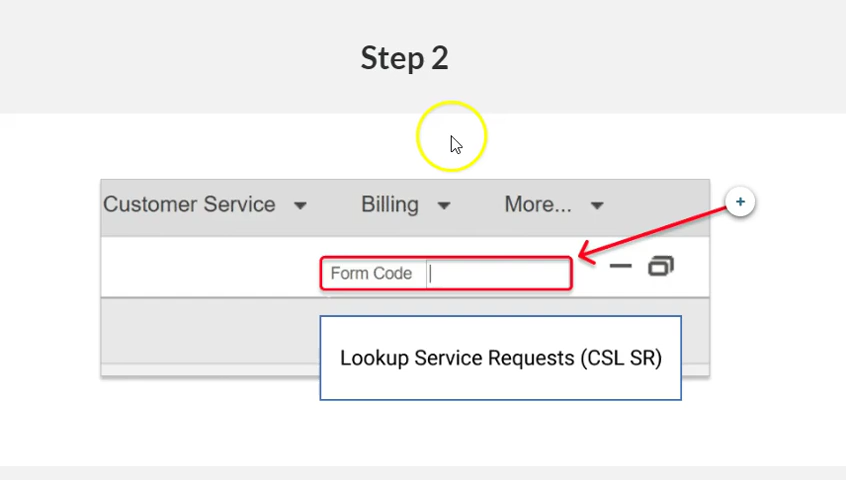 Step 2
Customer Service Billing More...
Form Code
Lookup Service Requests (CSL SR)